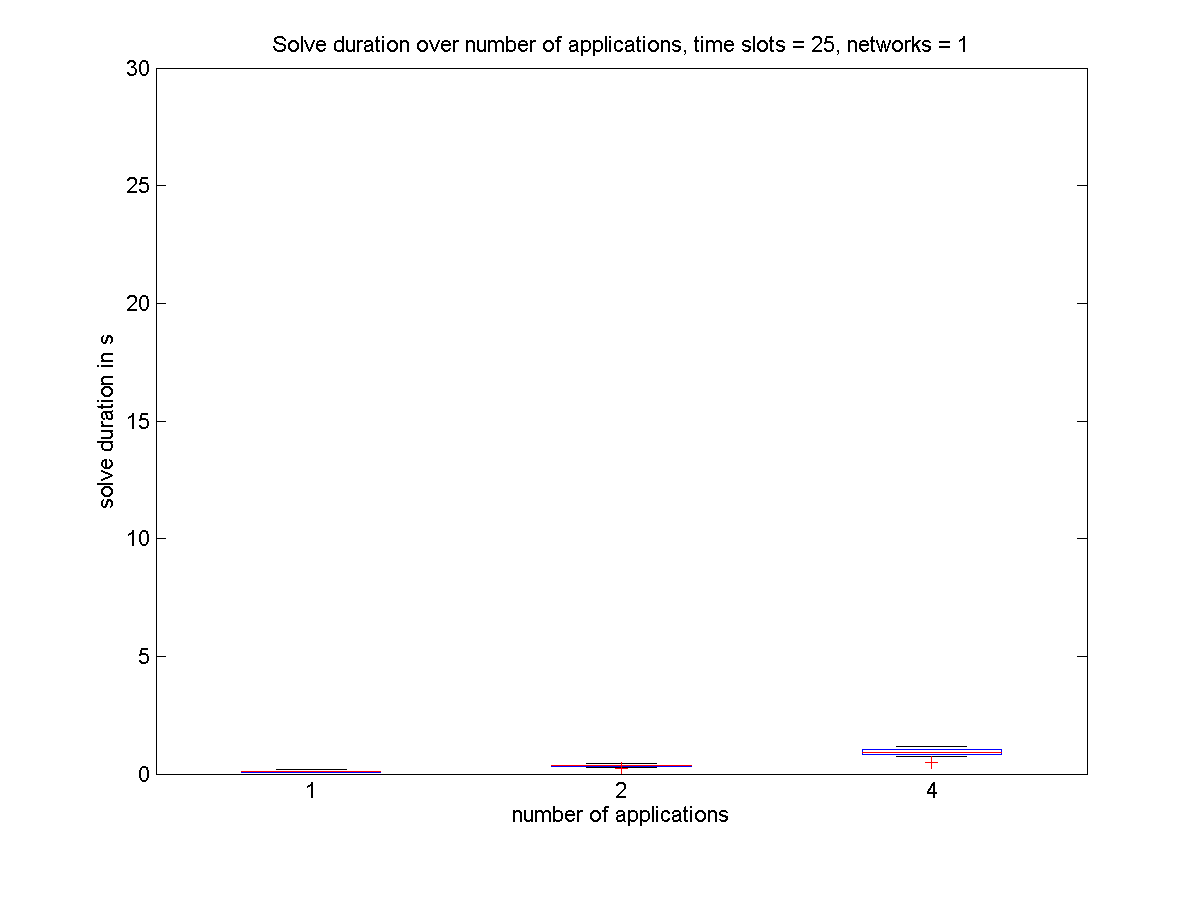 Solve duration over number of applications, time slots = 25, networks = 1
30
25
20
15
10
5
0
solve duration in s
1 2 4
number of applications